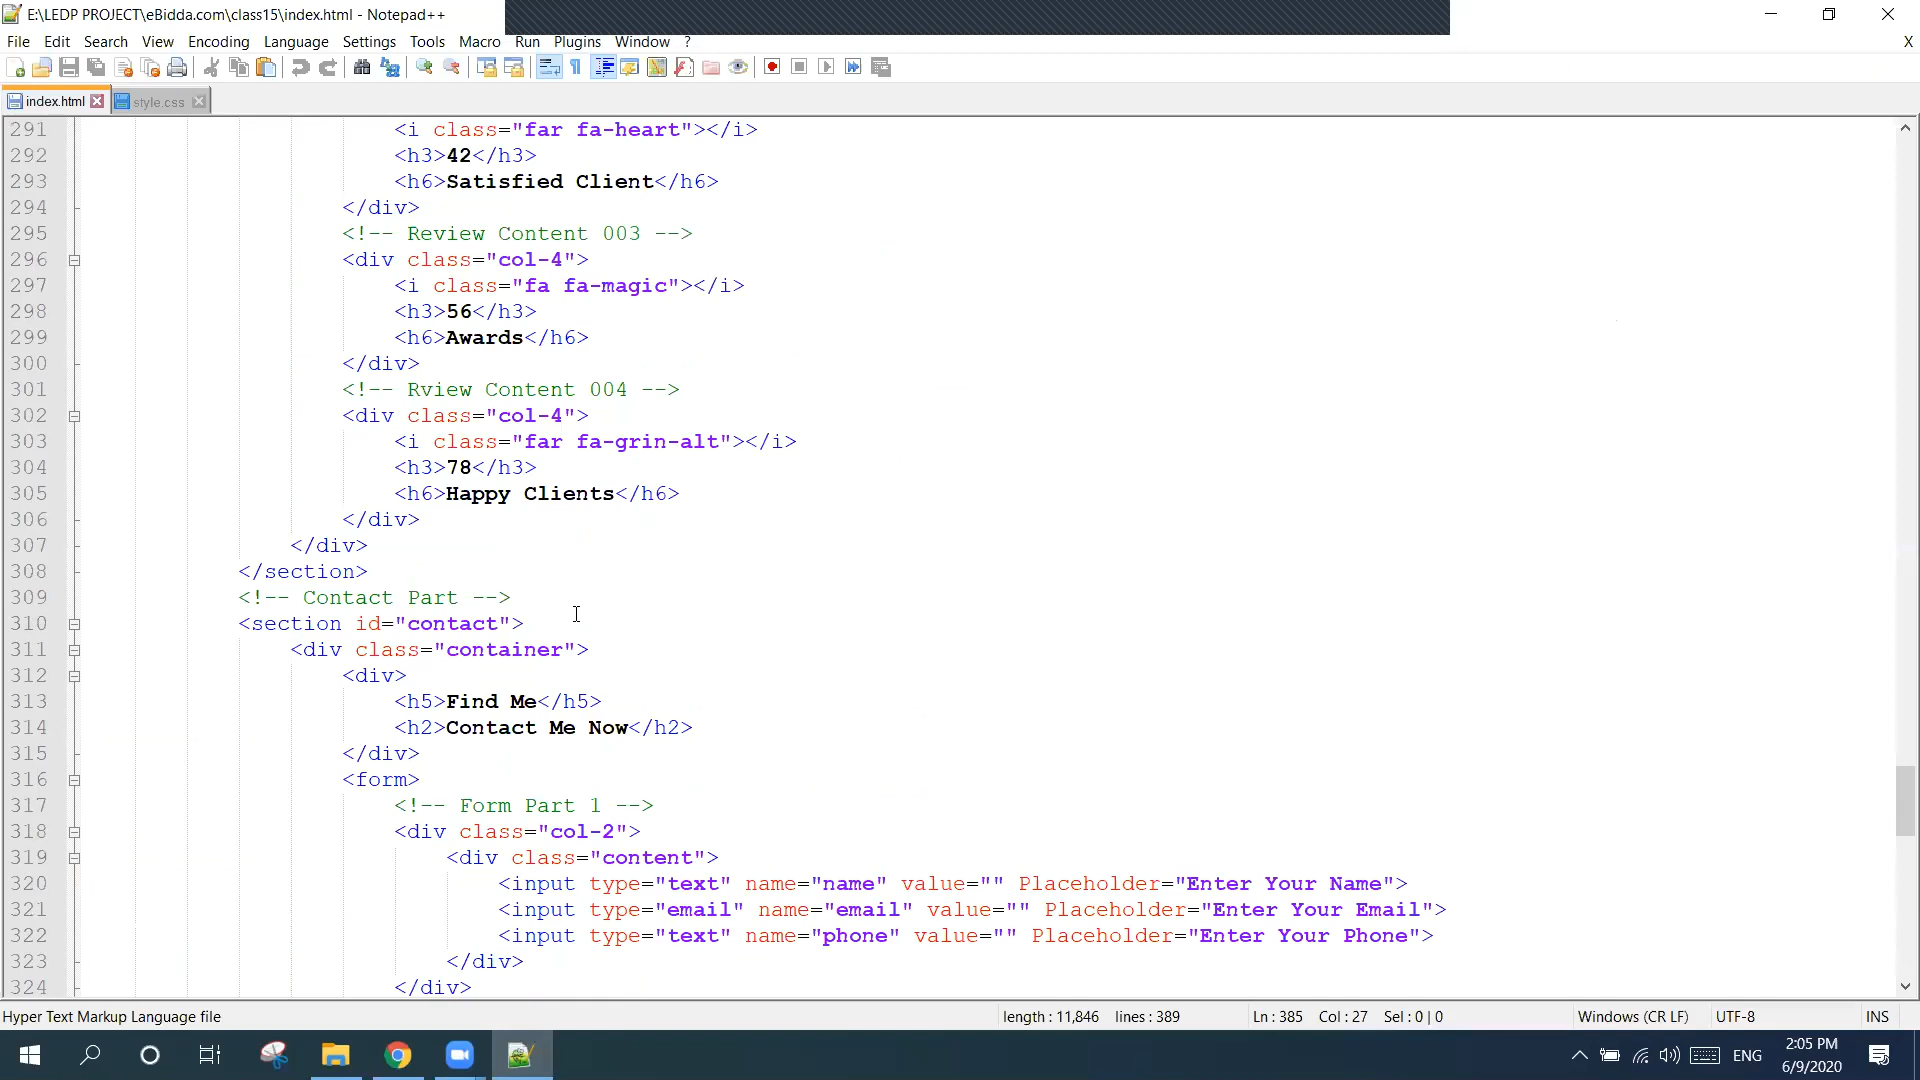 E:\LEDP PROJECT\eBidda.com\class15\index.html - Notepad++
File Edit Search View Encoding Language Settings Tools Macro Run Plugins Window ? X
index.html style.css
291 <i class="far fa-heart"></i>
292 <h3>42</h3>
293 <h6>Satisfied Client</h6>
294 </div>
295 <!-- Review Content 003 -->
296 <div class="col-4">
297 <i class="fa fa-magic"></i>
298 <h3>56</h3>
299 <h6>Awards</h6>
300 </div>
301 <!-- Rview Content 004 -->
302 <div class="col-4">
303 <i class="far fa-grin-alt"></i>
304 <h3>78</h3>
305 <h6>Happy Clients</h6>
306 </div>
307 </div>
308 </section>
309 <!-- Contact Part -->
310 <section id="contact">
311 <div class="container">
312 <div>
313 <h5>Find Me</h5>
314 <h2>Contact Me Now</h2>
315 </div>
316 <form>
317 <!-- Form Part 1 -->
318 <div class="col-2">
319 <div class="content">
320 <input type="text" name="name" value="" Placeholder="Enter Your Name">
321 <input type="email" name="email" value="" Placeholder="Enter Your Email">
322 <input type="text" name="phone" value="" Placeholder="Enter Your Phone">
323 </div>
324 </div>
Hyper Text Markup Language file length : 11,846 lines : 389 Ln : 385 Col : 27 Sel : 0 | 0 Windows (CR LF) UTF-8 INS
ENG
2:05 PM
6/9/2020